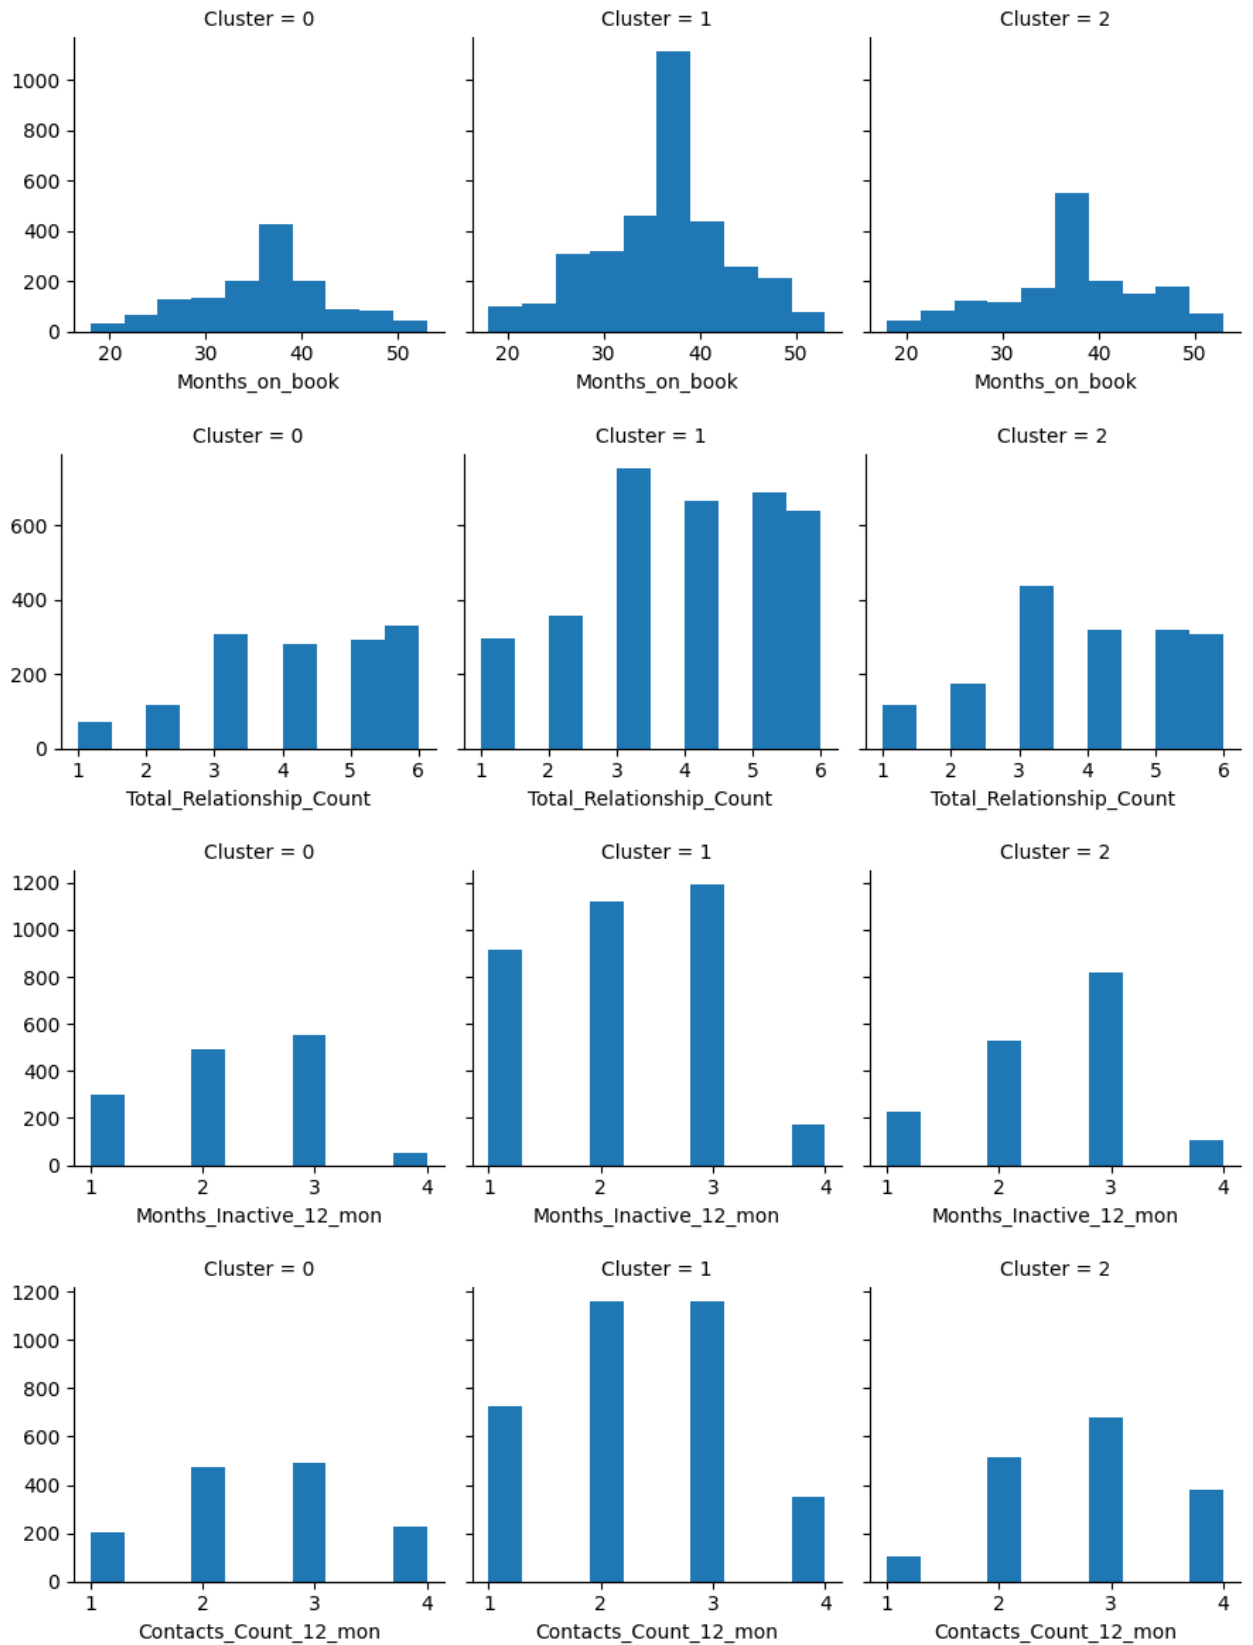 Cluster = 0 Cluster = 1 Cluster = 2
1000
800
600
400
200
0
20 30 40 50 20 30 40 50 20 30 40 50
Months_on_book Months_on_book Months_on_book
Cluster = 0 Cluster = 1 Cluster = 2
600
400
200
0
1 2 3 4 5 6 1 2 3 4 5 6 1 2 3 4 5 6
Total_Relationship_Count Total_Relationship_Count Total_Relationship_Count
Cluster = 0 Cluster = 1 Cluster = 2
1200
1000
800
600
400
200
0
1 2 3 4 1 2 3 4 1 2 3 4
Months_Inactive_12_mon Months_Inactive_12_mon Months_Inactive_12_mon
Cluster = 0 Cluster = 1 Cluster = 2
1200
1000
800
600
400
200
0
1 2 3 4 1 2 3 4 1 2 3 4
Contacts_Count_12_mon Contacts_Count_12_mon Contacts_Count_12_mon